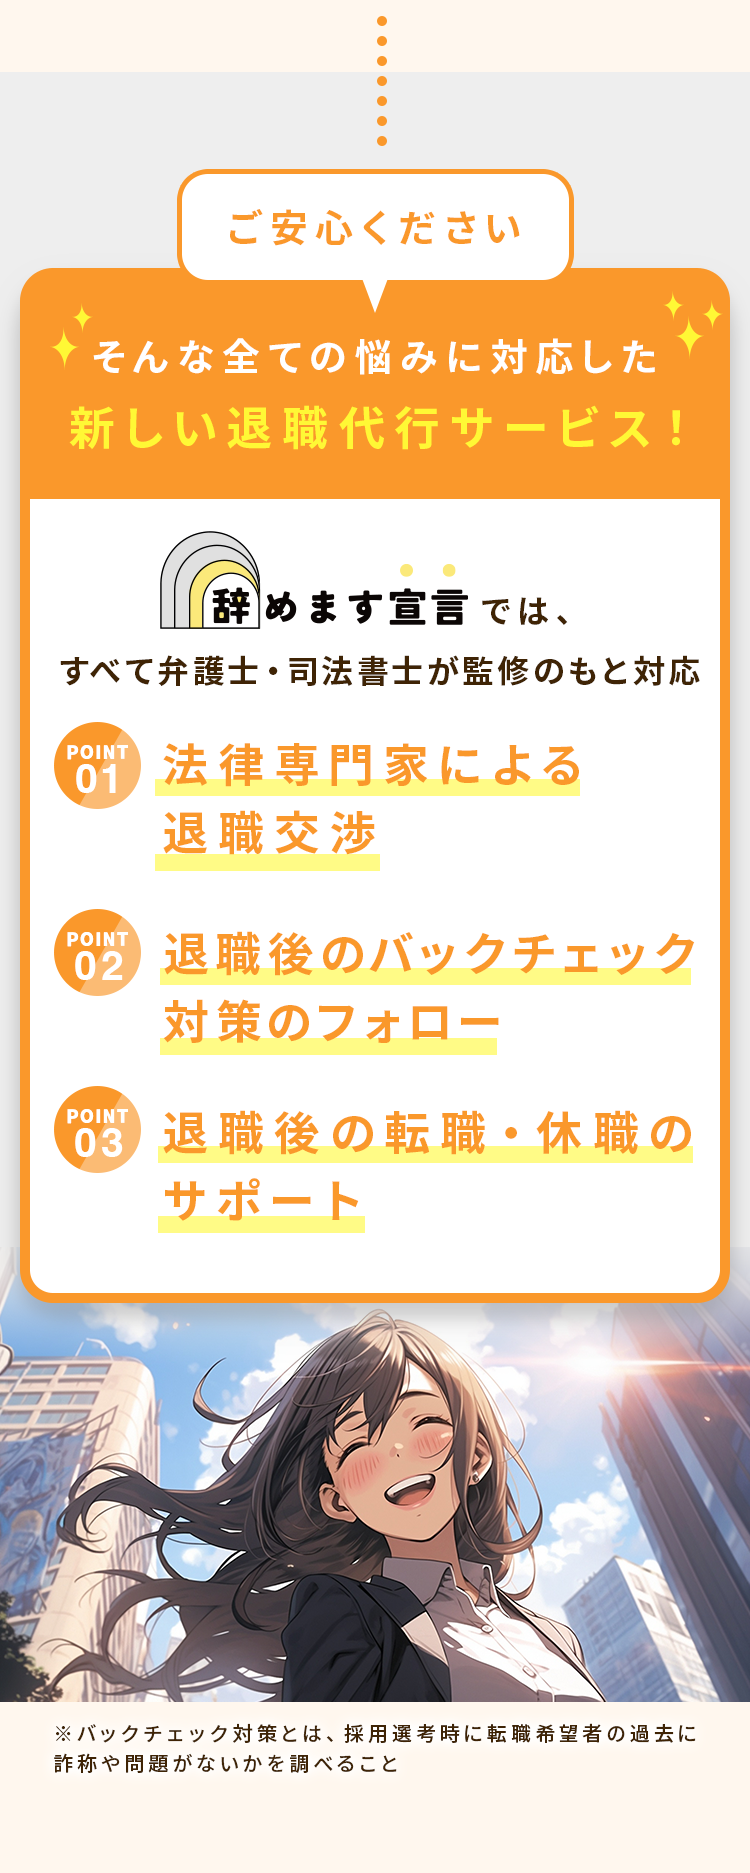 ご安心ください
そんな全ての悩みに対応した
新しい退職代行サービス！
辞めます宣言では、
すべて弁護士・司法書士が監修のもと対応
POINT
01
法律専門家による
退職交渉
POINT
02
退職後のバックチェック
対策のフォロー
POINT
03
退職後の転職・休職の
サポート
※バックチェック対策とは、採用選考時に転職希望者の過去に
詐称や問題がないかを調べること